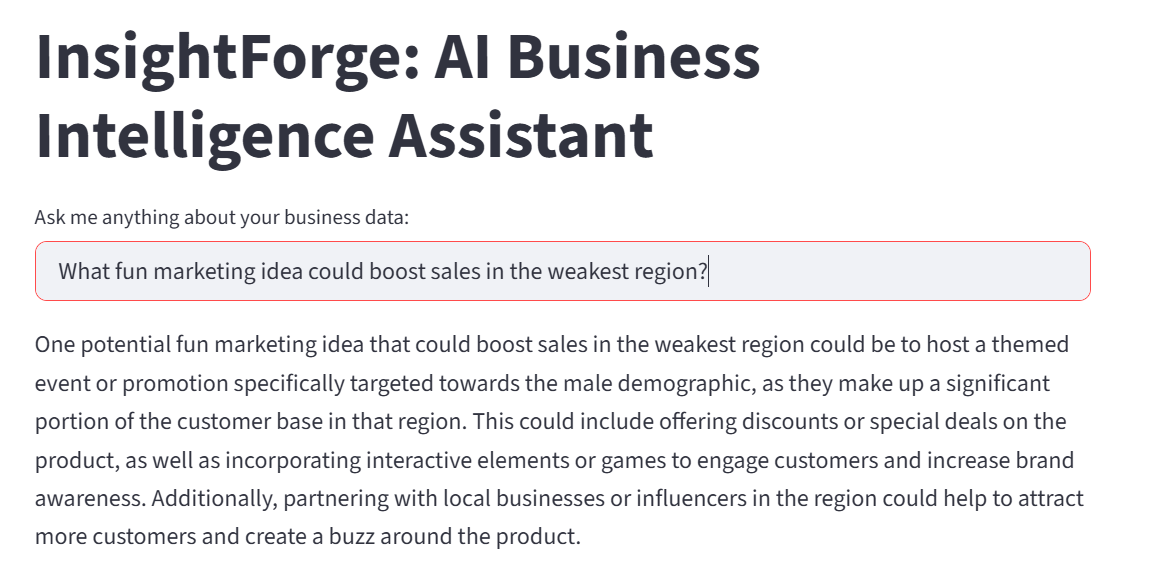 InsightForge: AI Business
Intelligence Assistant
Ask me anything about your business data:
What fun marketing idea could boost sales in the weakest region?
One potential fun marketing idea that could boost sales in the weakest region could be to host a themed
event or promotion specifically targeted towards the male demographic, as they make up a significant
portion of the customer base in that region. This could include offering discounts or special deals on the
product, as well as incorporating interactive elements or games to engage customers and increase brand
awareness. Additionally, partnering with local businesses or influencers in the region could help to attract
more customers and create a buzz around the product.